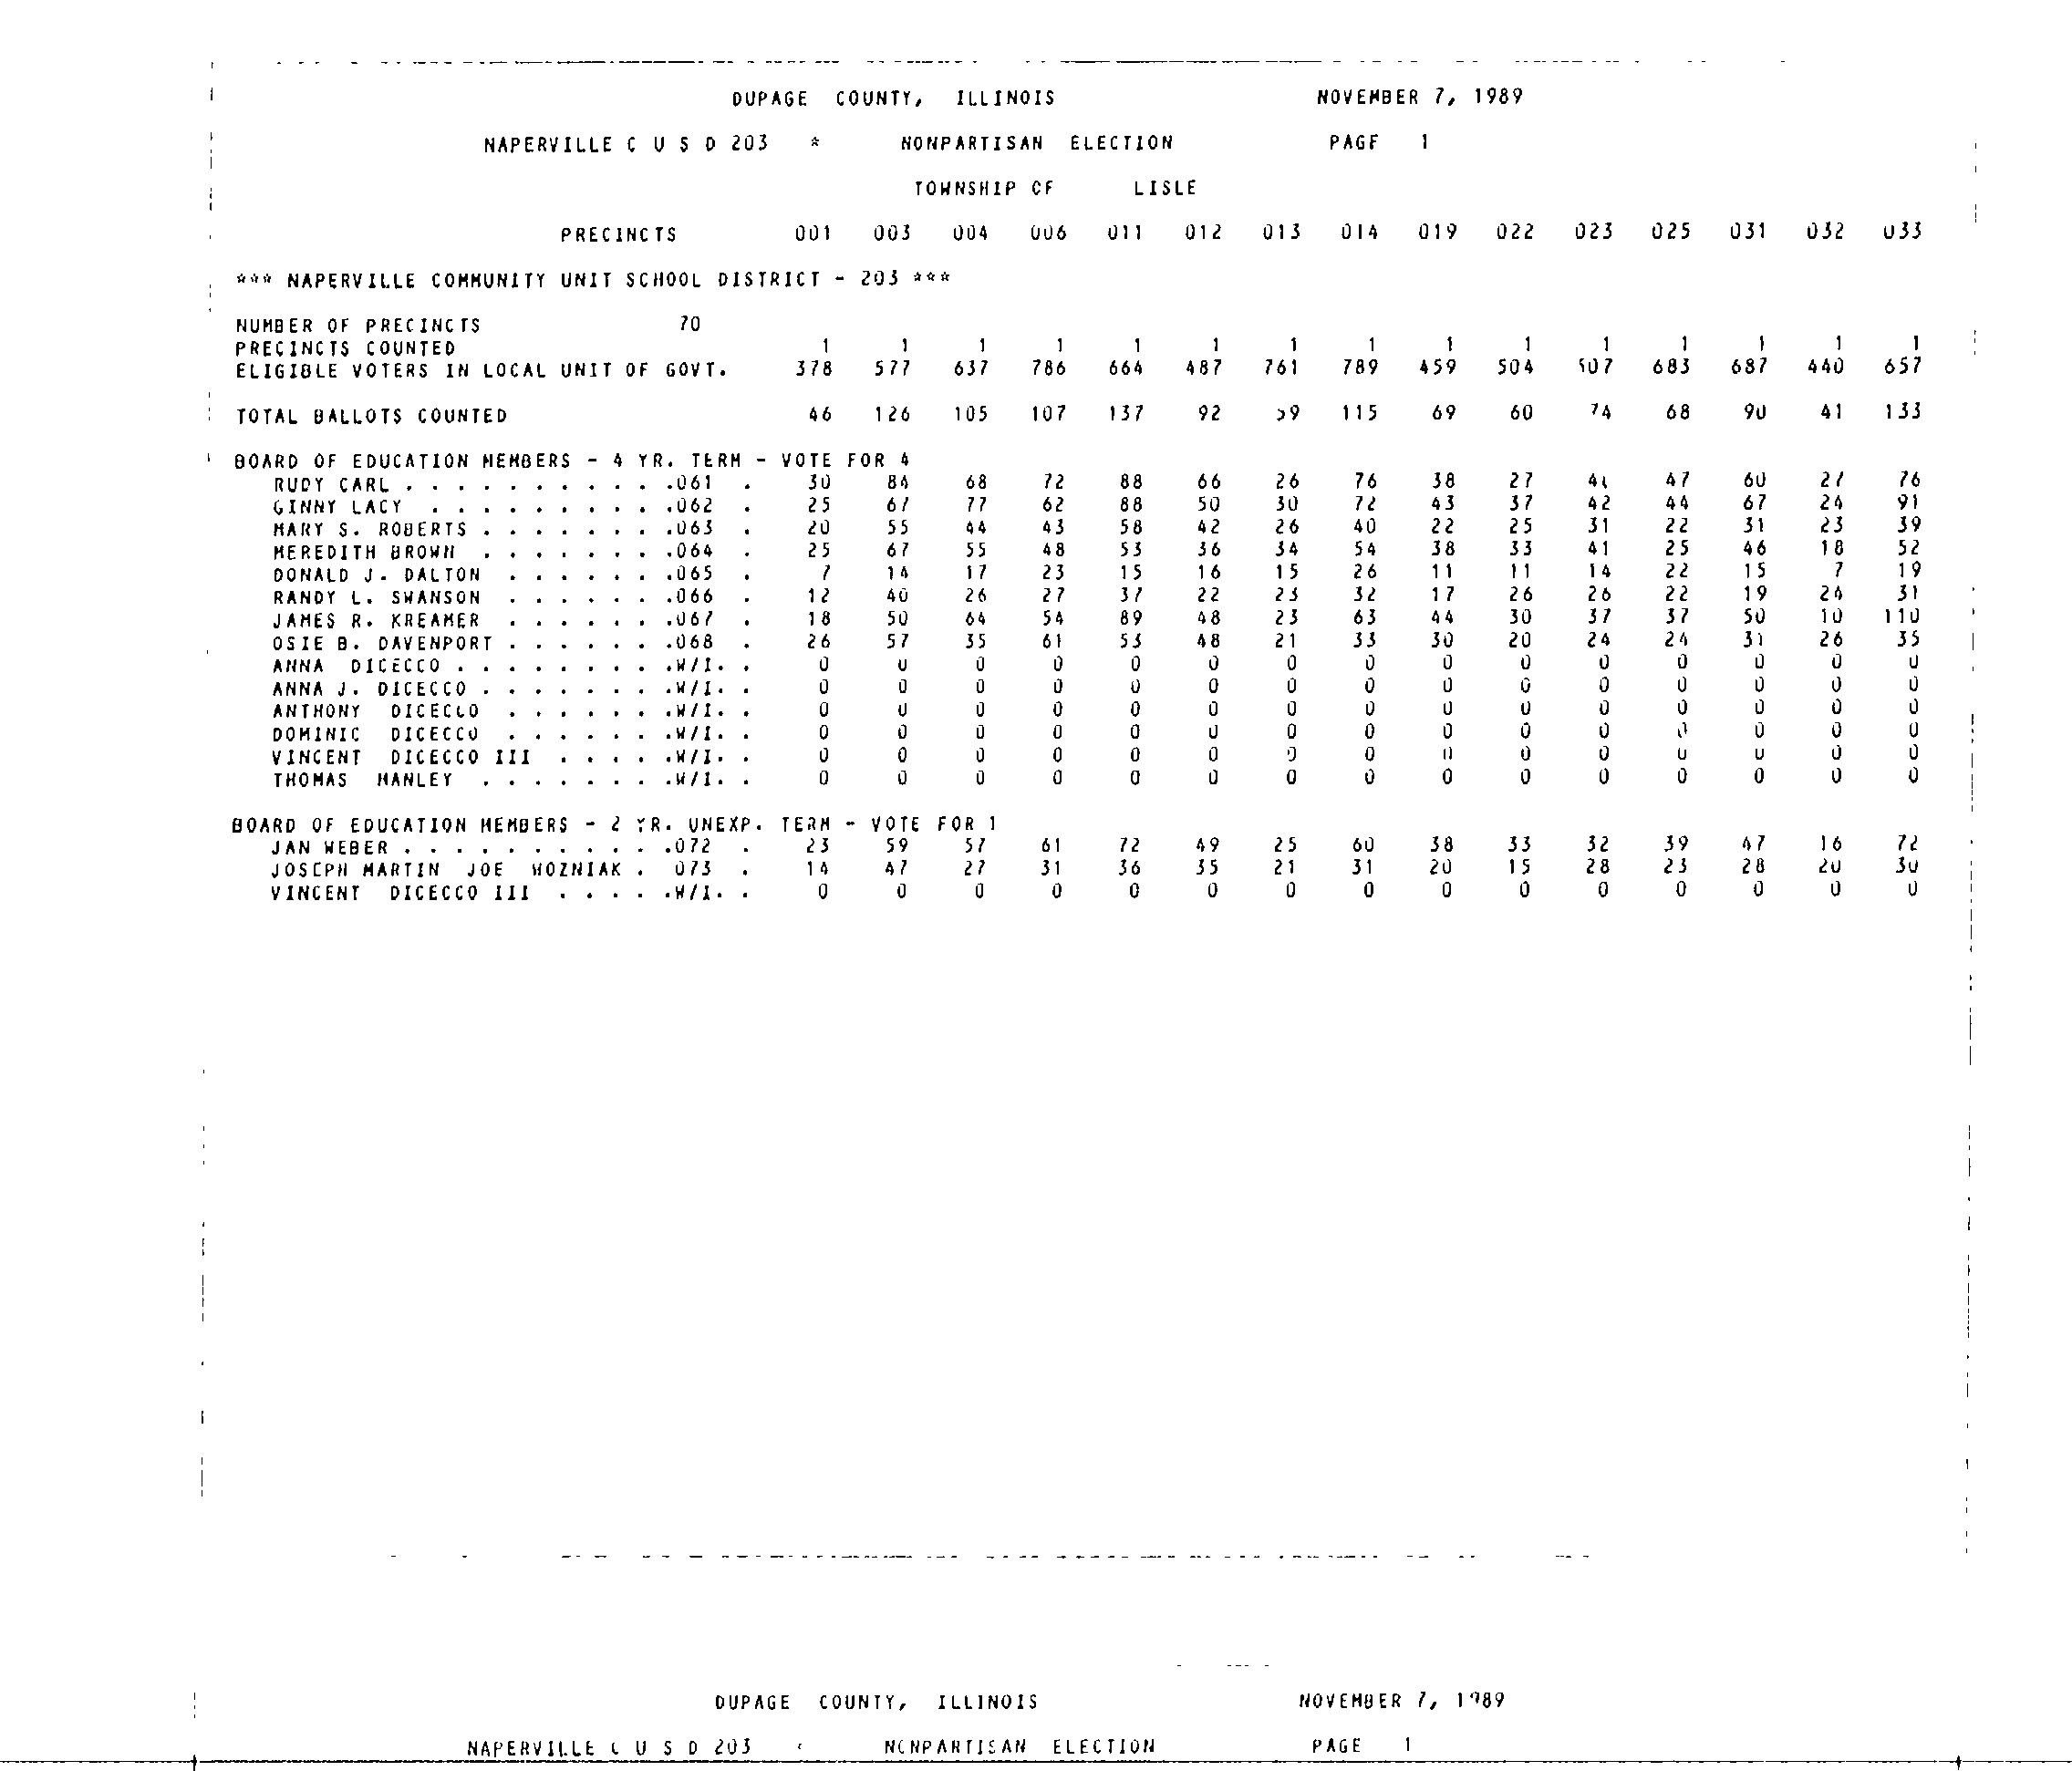 DUPAGE COUNTY, ILLINOIS NOVEMBER 7, 1989
NAPERVILLE C U S D 203 * NONPARTISAN ELECTION PAGE 1
TOWNSHIP OF LISLE
PRECINCTS 001 003 004 006 011 012 013 014 019 022 023 025 031 032 033
*** NAPERVILLE COMMUNITY UNIT SCHOOL DISTRICT - 203 ***
NUMBER OF PRECINCTS 70
PRECINCTS COUNTED 1 1 1 1 1 1 1 1 1 1 1 1 1 1 1
ELIGIBLE VOTERS IN LOCAL UNIT OF GOVT. 378 577 637 786 664 487 761 789 459 504 507 683 687 440 657
TOTAL BALLOTS COUNTED 46 126 105 107 137 92 59 115 69 60 74 68 90 41 133
BOARD OF EDUCATION MEMBERS - 4 YR. TERM - VOTE FOR 4
RUDY CARL . . . . . . . . . . .061 . 30 84 68 72 88 66 26 76 38 27 47 60 27 76
GINNY LACY . . . . . . . . . .062 . 25 67 77 62 88 50 30 72 43 37 42 44 67 24 91
MARY S. ROBERTS . . . . . . . .063 . 20 55 44 43 58 42 26 40 22 25 31 22 31 23 39
MEREDITH BROWN . . . . . . . .064 . 25 67 55 48 53 36 34 54 38 33 41 25 46 18 52
DONALD J. DALTON . . . . . . .065 . 7 14 17 23 15 16 15 26 11 11 14 22 15 7 19
RANDY L. SWANSON . . . . . . .066 . 12 40 26 27 37 22 23 32 17 26 26 22 19 24 31
JAMES R. KREAMER . . . . . . .067 . 18 50 64 54 89 48 23 63 44 30 37 37 50 10 110
OSIE B. DAVENPORT . . . . . . .068 . 26 57 35 61 53 48 21 33 30 20 24 24 31 26 35
ANNA DICECCO . . . . . . . . .W/I. . 0 0 0 0 0 0 0 0 0 0 0 0 0 0 0
ANNA J. DICECCO . . . . . . . .W/I. . 0 0 0 0 0 0 0 0 0 0 0 0 0 0 0
ANTHONY DICECCO . . . . . . .W/I. . 0 0 0 0 0 0 0 0 0 0 0 0 0 0 0
DOMINIC DICECCO . . . . . . .W/I. . 0 0 0 0 0 0 0 0 0 0 0 0 0 0 0
VINCENT DICECCO III . . . . .W/I. . 0 0 0 0 0 0 0 0 0 0 0 0 0 0 0
THOMAS HANLEY . . . . . . . .W/I. . 0 0 0 0 0 0 0 0 0 0 0 0 0 0 0
BOARD OF EDUCATION MEMBERS - 2 YR. UNEXP. TERM - VOTE FOR 1
JAN WEBER . . . . . . . . . . .072 . 23 59 57 61 72 49 25 60 38 33 32 39 47 16 72
JOSEPH MARTIN JOE WOZNIAK . 073 . 14 47 27 31 36 35 21 31 20 15 28 23 28 20 30
VINCENT DICECCO III . . . . .W/I. . 0 0 0 0 0 0 0 0 0 0 0 0 0 0 0
DUPAGE COUNTY, ILLINOIS NOVEMBER 7, 1989
NAPERVILLE C U S D 203 * NONPARTISAN ELECTION PAGE 1